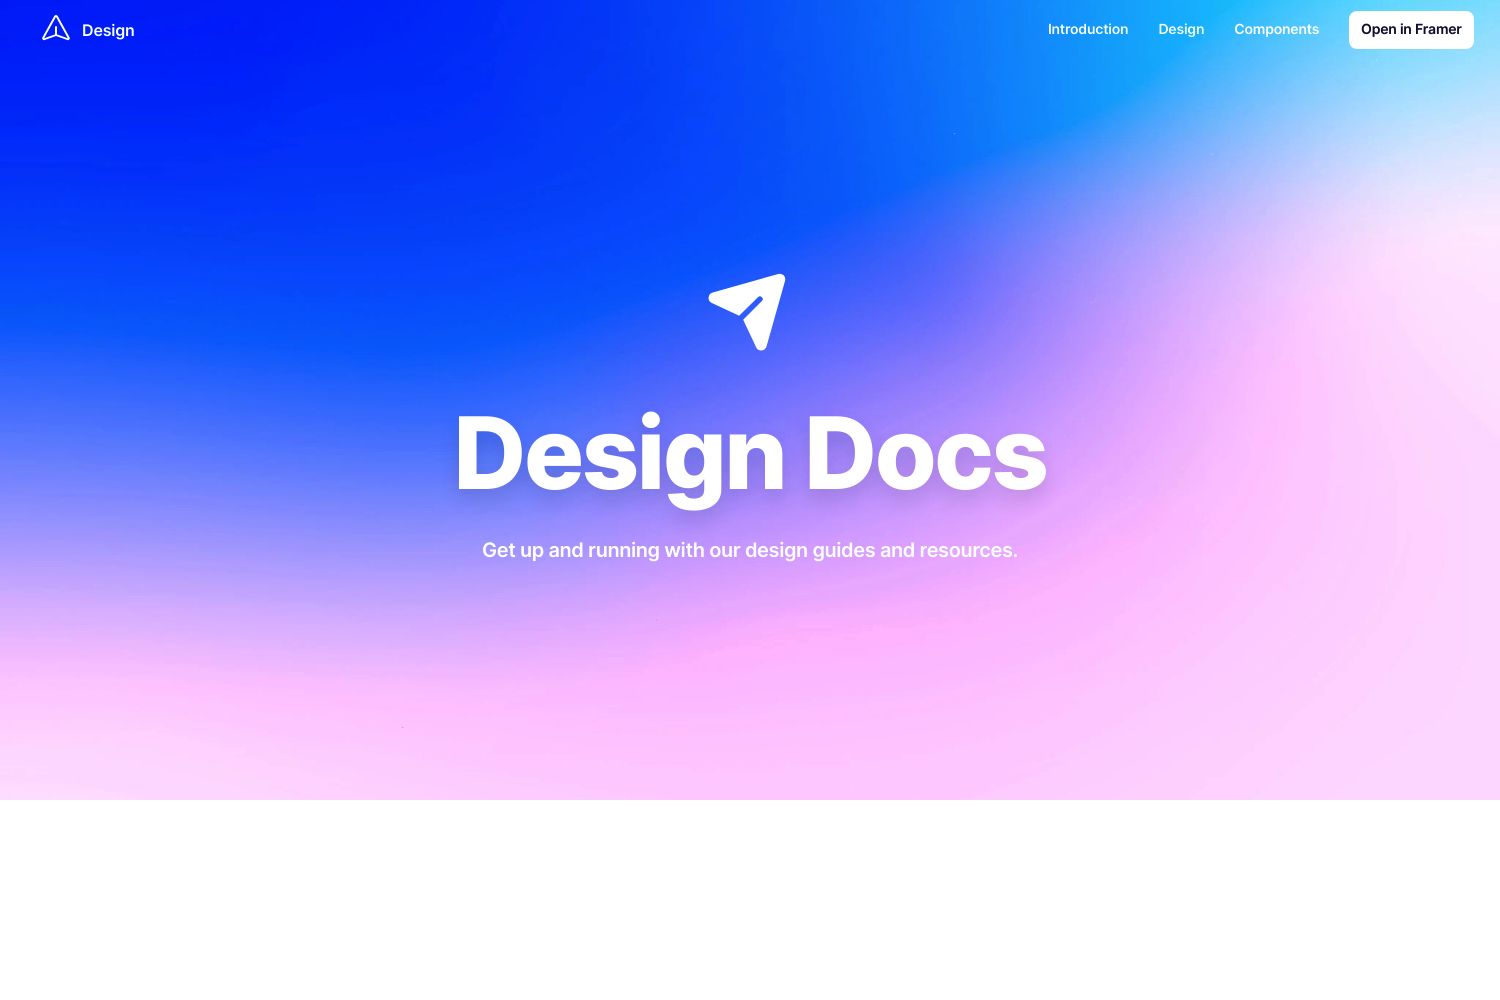 Design
Introduction
Design
Components
Open in Framer
Design Docs
Get up and running with our design guides and resources.